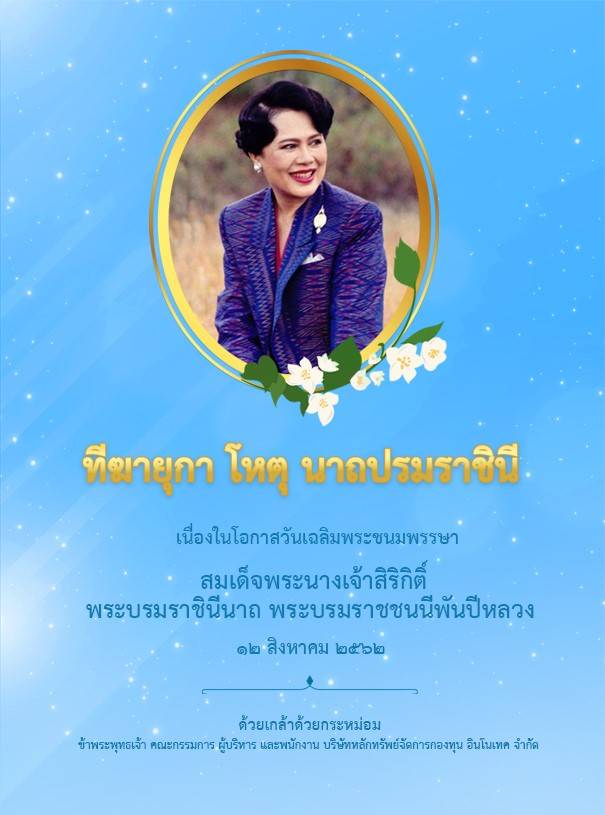 ทีฆายุกา โหตุ นาถปรมราชินี
เนื่องในโอกาสวันเฉลิมพระชนมพรรษา
สมเด็จพระนางเจ้าสิริกิติ์
พระบรมราชินีนาถ พระบรมราชชนนีพันปีหลวง
๑๒ สิงหาคม ๒๕๖๒
ด้วยเกล้าด้วยกระหม่อม
ข้าพระพุทธเจ้า คณะกรรมการ ผู้บริหาร และพนักงาน บริษัทหลักทรัพย์จัดการกองทุน อินโนเทค จำกัด